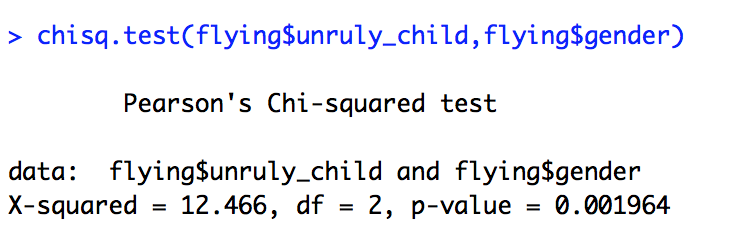 > chisq.test(flying$unruly_child,flying$gender)
Pearson's Chi-squared test
data:  flying$unruly_child and flying$gender
X-squared = 12.466, df = 2, p-value = 0.001964